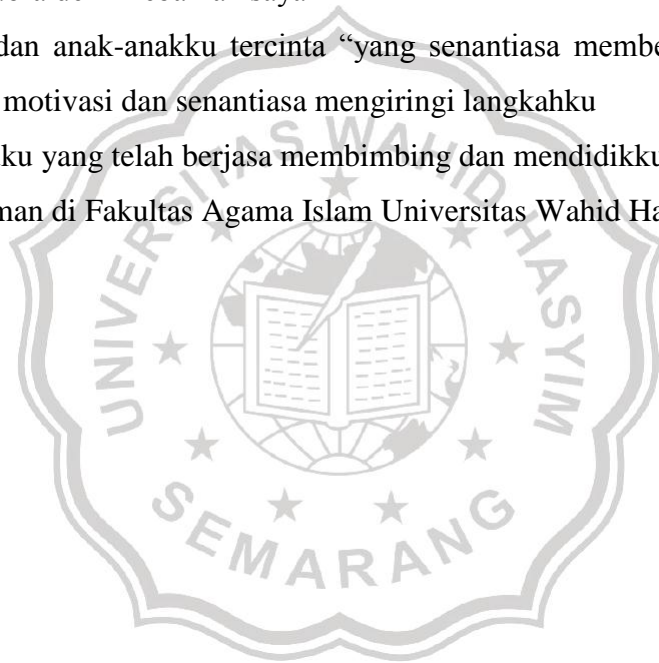 saya
dan anak-anakku tercinta “yang senantiasa membe
motivasi dan senantiasa mengiringi langkahku
ku yang telah berjasa membimbing dan mendidikku
man di Fakultas Agama Islam Universitas Wahid Ha
UNIVERSITAS WAHID HASYIM
SEMARANG